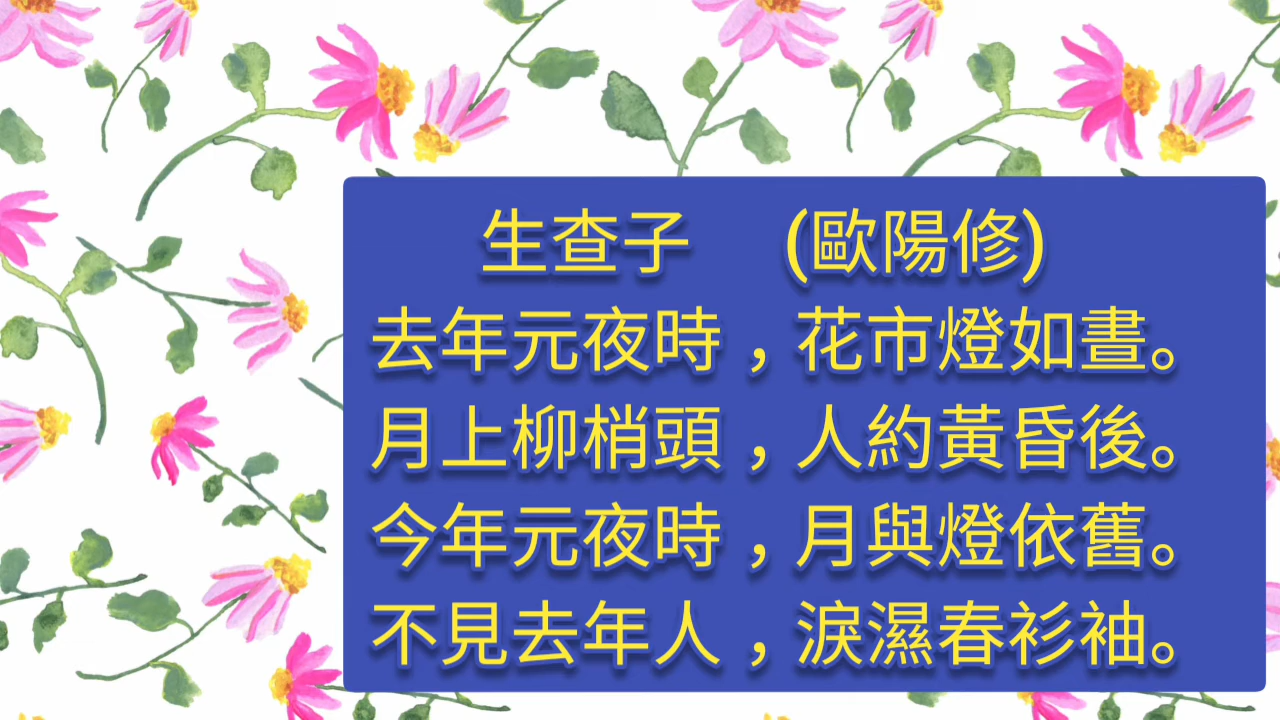 生查子 (歐陽修)
去年元夜時，花市燈如晝。
月上柳梢頭，人約黃昏後。
今年元夜時，月與燈依舊。
不見去年人，淚濕春衫袖。